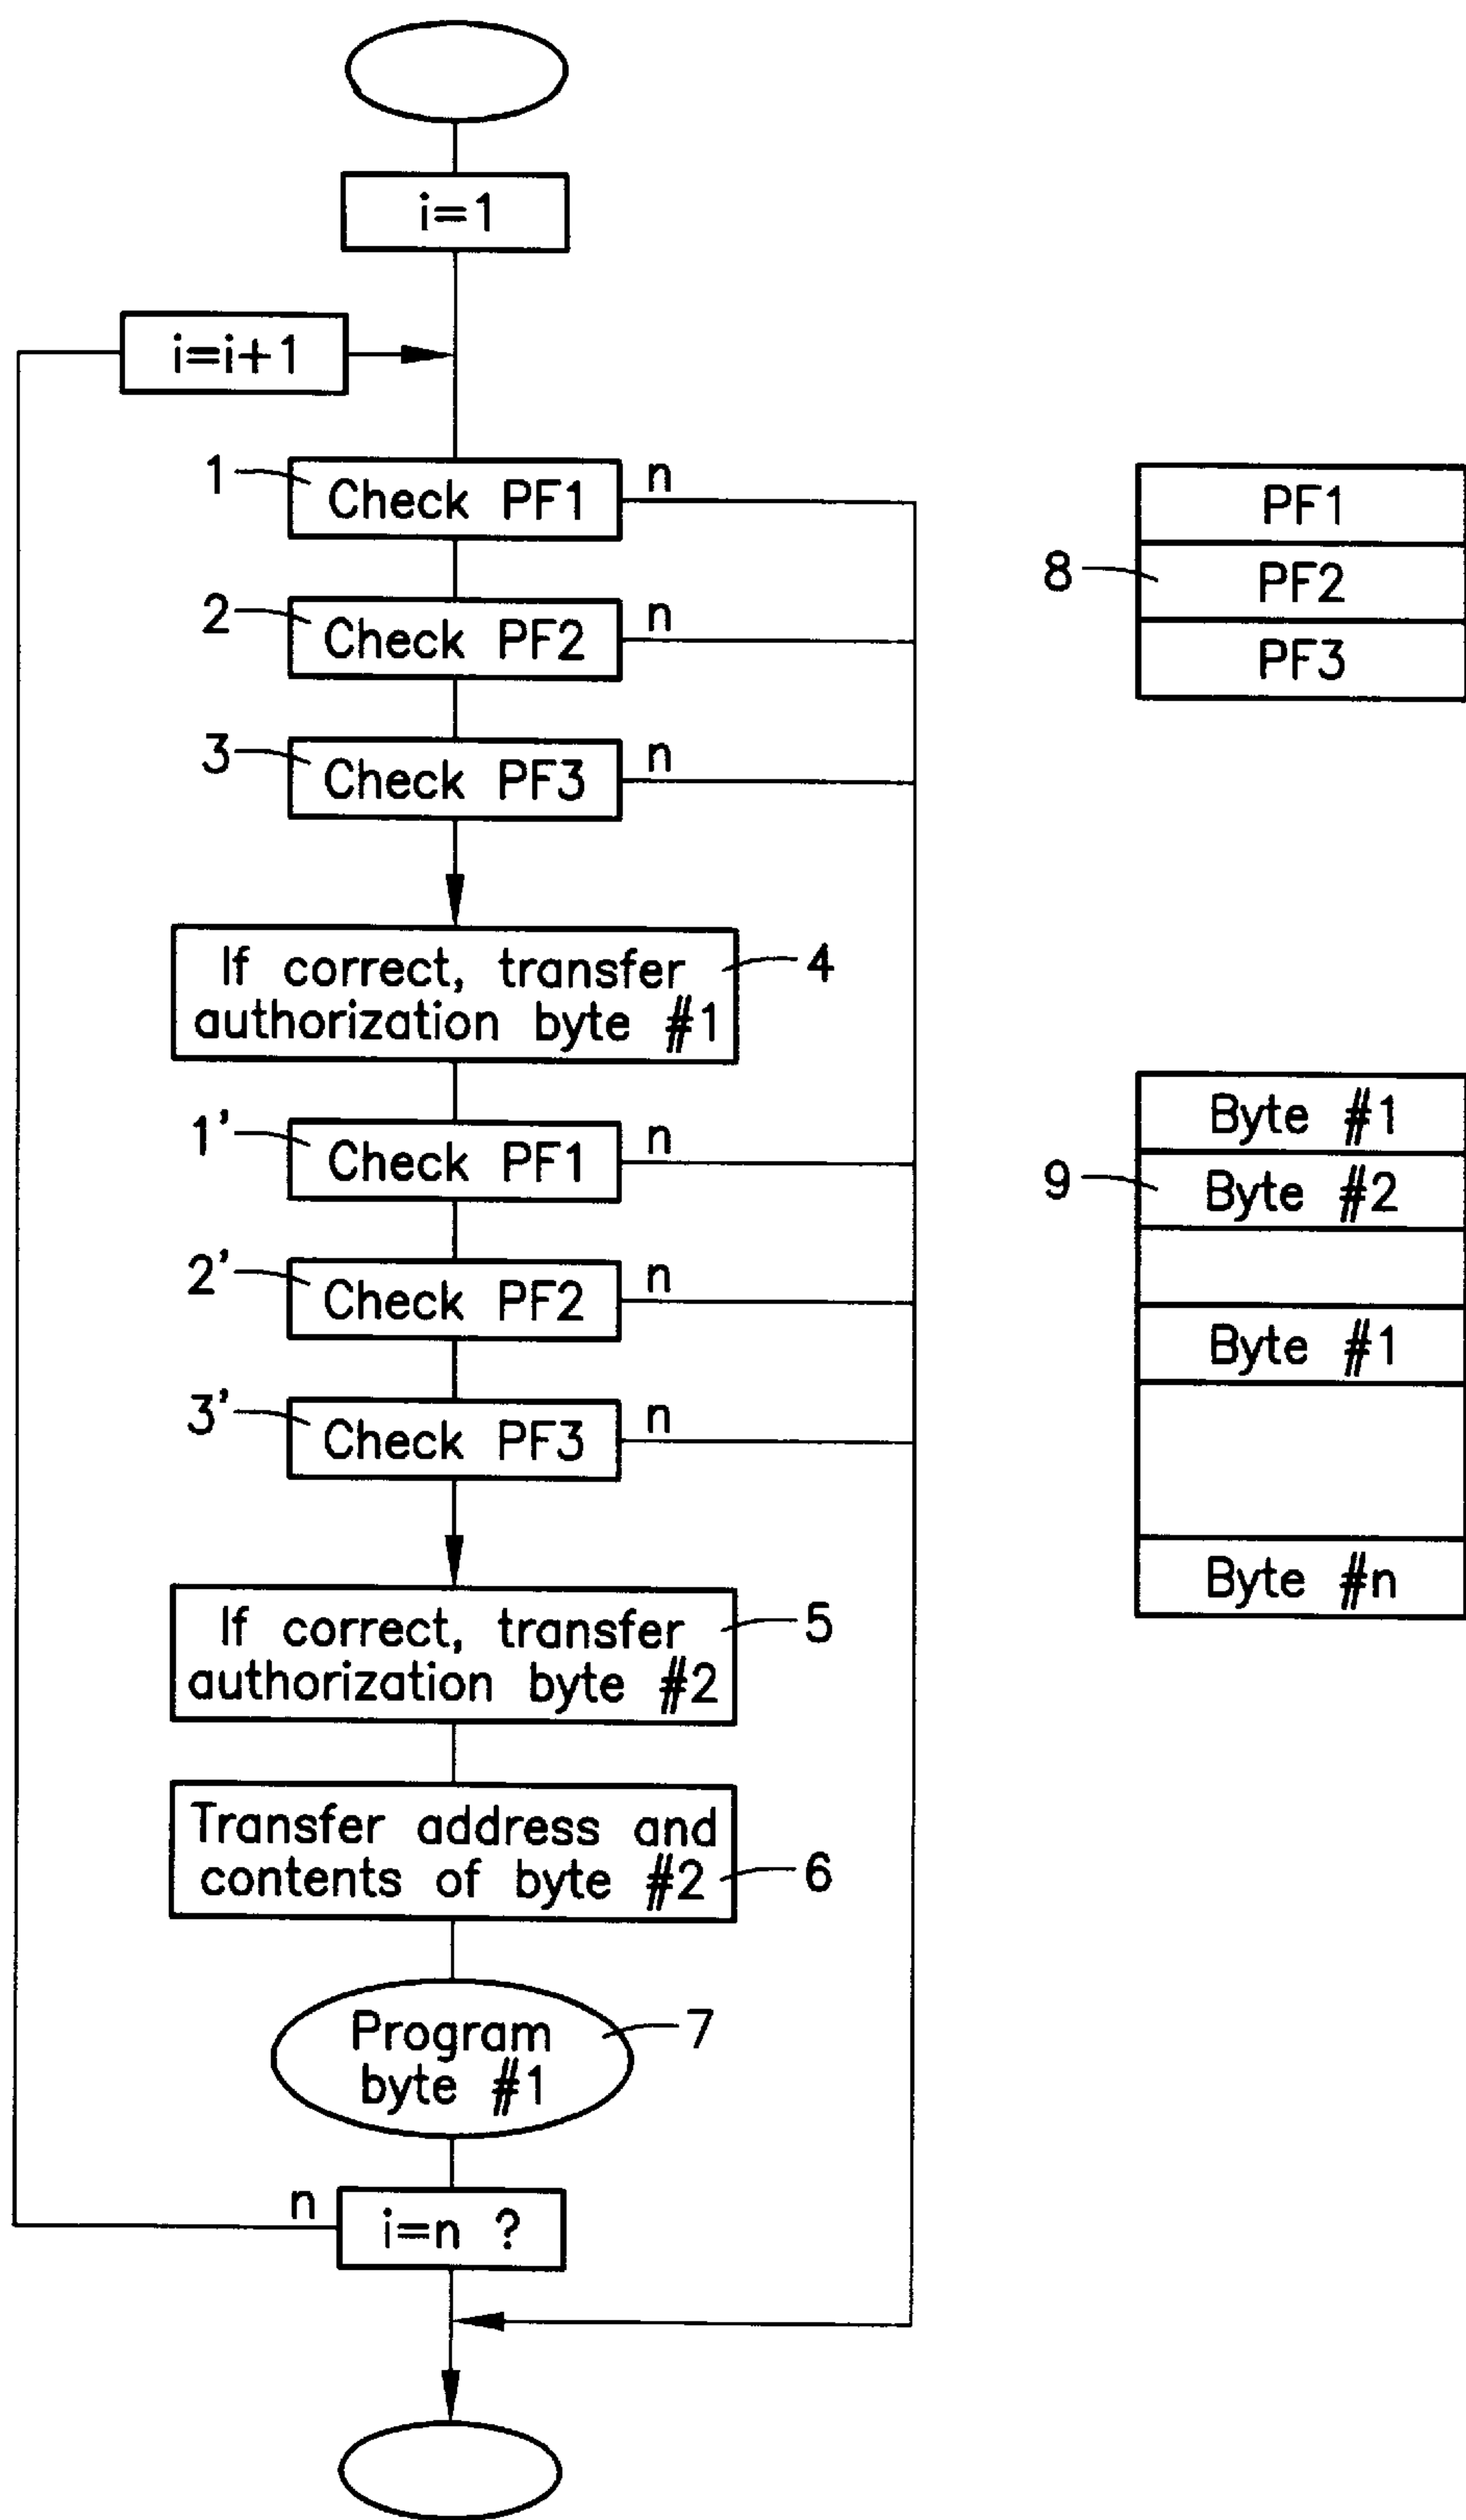 i=1
i=i+1
1
Check PF1
n
2
Check PF2
n
3
Check PF3
n
If correct, transfer
authorization byte #1
4
1'
Check PF1
n
2'
Check PF2
n
3'
Check PF3
n
If correct, transfer
authorization byte #2
5
Transfer address and
contents of byte #2
6
Program
byte #1
7
n
i=n ?
PF1
8
PF2
PF3
Byte #1
9
Byte #2
Byte #1
Byte #n